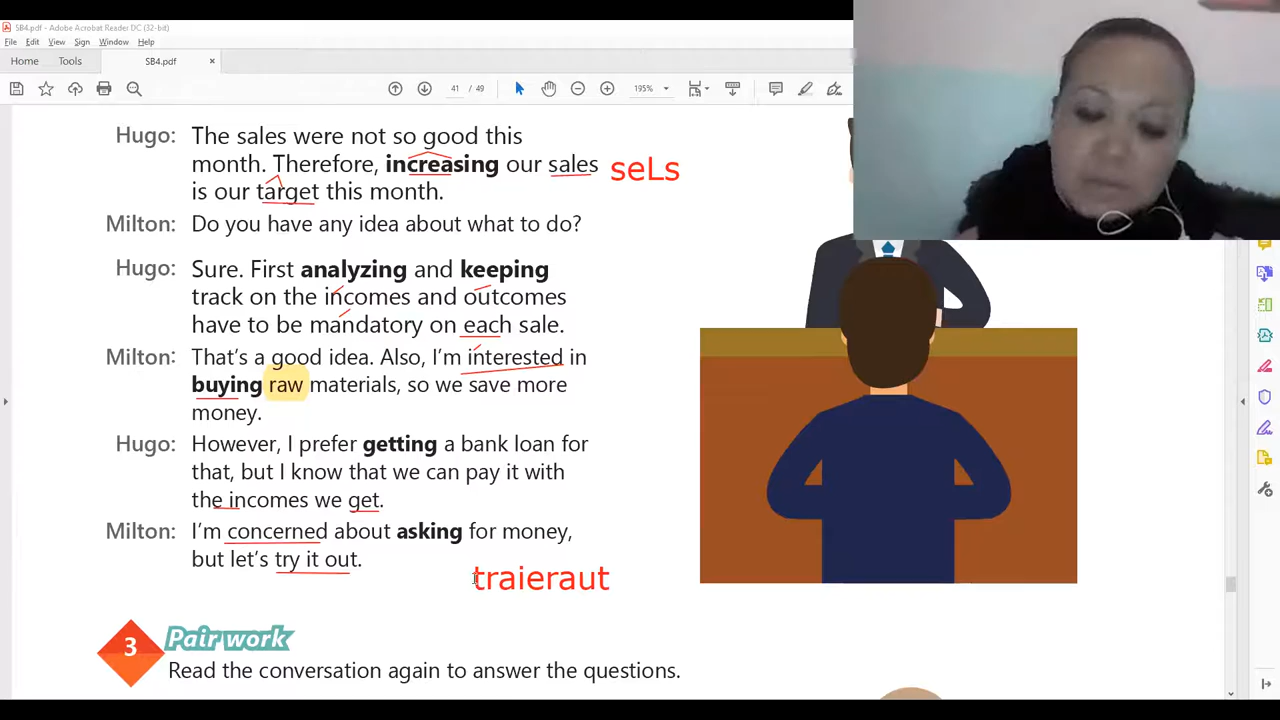 SB4.pdf - Adobe Acrobat Reader DC (32-bit)
File Edit View Sign Window Help
Home Tools SB4.pdf ×
41 / 49 195%
Hugo: The sales were not so good this
month. Therefore, increasing our sales seLs
is our target this month.
Milton: Do you have any idea about what to do?
Hugo: Sure. First analyzing and keeping
track on the incomes and outcomes
have to be mandatory on each sale.
Milton: That's a good idea. Also, I'm interested in
buying raw materials, so we save more
money.
Hugo: However, I prefer getting a bank loan for
that, but I know that we can pay it with
the incomes we get.
Milton: I'm concerned about asking for money,
but let's try it out.
traieraut
3 Pair work
Read the conversation again to answer the questions.